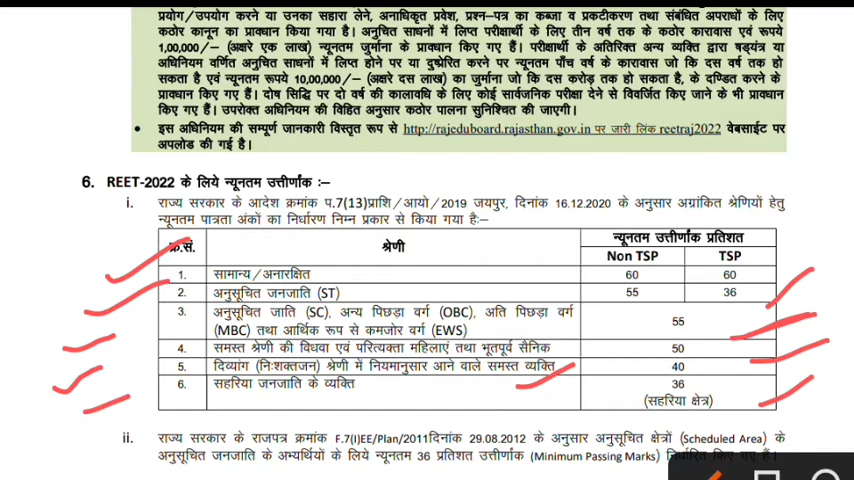 प्रयोग/उपयोग करने या उनका सहारा लेने, अनाधिकृत प्रवेश, प्रश्न-पत्र का कब्जा व प्रकटीकरण तथा संबंधित अपराधों के लिए
कठोर कानून का प्रावधान किया गया है। अनुचित साधनों में लिप्त परीक्षार्थी के लिए तीन वर्ष तक के कठोर कारावास एवं रूपये
1,00,000/– (अक्षरे एक लाख) न्यूनतम जुर्माना के प्रावधान किए गए हैं। परीक्षार्थी के अतिरिक्त अन्य व्यक्ति द्वारा षडयंत्र या
अधिनियम वर्णित अनुचित साधनों में लिप्त होने पर या दुष्प्रेरित करने पर न्यूनतम पाँच वर्ष के कारावास जो कि दस वर्ष तक हो
सकता है एवं न्यूनतम रूपये 10,00,000/– (अक्षरे दस लाख) का जुर्माना जो कि दस करोड़ तक हो सकता है, के दण्डित करने के
प्रावधान किए गए हैं। दोष सिद्धि पर दो वर्ष की कालावधि के लिए कोई सार्वजनिक परीक्षा देने से विवर्जित किए जाने के भी प्रावधान
किए गए हैं। उपरोक्त अधिनियम की विहित अनुसार कठोर पालना सुनिश्चित की जाएगी।
• इस अधिनियम की सम्पूर्ण जानकारी विस्तृत रूप से http://rajeduboard.rajasthan.gov.in पर जारी लिंक reetraj2022 वेबसाईट पर
अपलोड की गई है।
6. REET-2022 के लिये न्यूनतम उत्तीर्णांक :–
i. राज्य सरकार के आदेश क्रमांक प.7(13)प्राशि/आयो/2019 जयपुर, दिनांक 16.12.2020 के अनुसार अग्रांकित श्रेणियों हेतु
न्यूनतम पात्रता अंकों का निर्धारण निम्न प्रकार से किया गया है:–
क्र.सं. श्रेणी न्यूनतम उत्तीर्णांक प्रतिशत
Non TSP TSP
1. सामान्य/अनारक्षित 60 60
2. अनुसूचित जनजाति (ST) 55 36
3. अनुसूचित जाति (SC), अन्य पिछड़ा वर्ग (OBC), अति पिछड़ा वर्ग
(MBC) तथा आर्थिक रूप से कमजोर वर्ग (EWS) 55
4. समस्त श्रेणी की विधवा एवं परित्यक्ता महिलाएं तथा भूतपूर्व सैनिक 50
5. दिव्यांग (निःशक्तजन) श्रेणी में नियमानुसार आने वाले समस्त व्यक्ति 40
6. सहरिया जनजाति के व्यक्ति 36
(सहरिया क्षेत्र)
ii. राज्य सरकार के राजपत्र क्रमांक F.7(I)EE/Plan/2011दिनांक 29.08.2012 के अनुसार अनुसूचित क्षेत्रों (Scheduled Area) के
अनुसूचित जनजाति के अभ्यर्थियों के लिये न्यूनतम 36 प्रतिशत उत्तीर्णांक (Minimum Passing Marks)